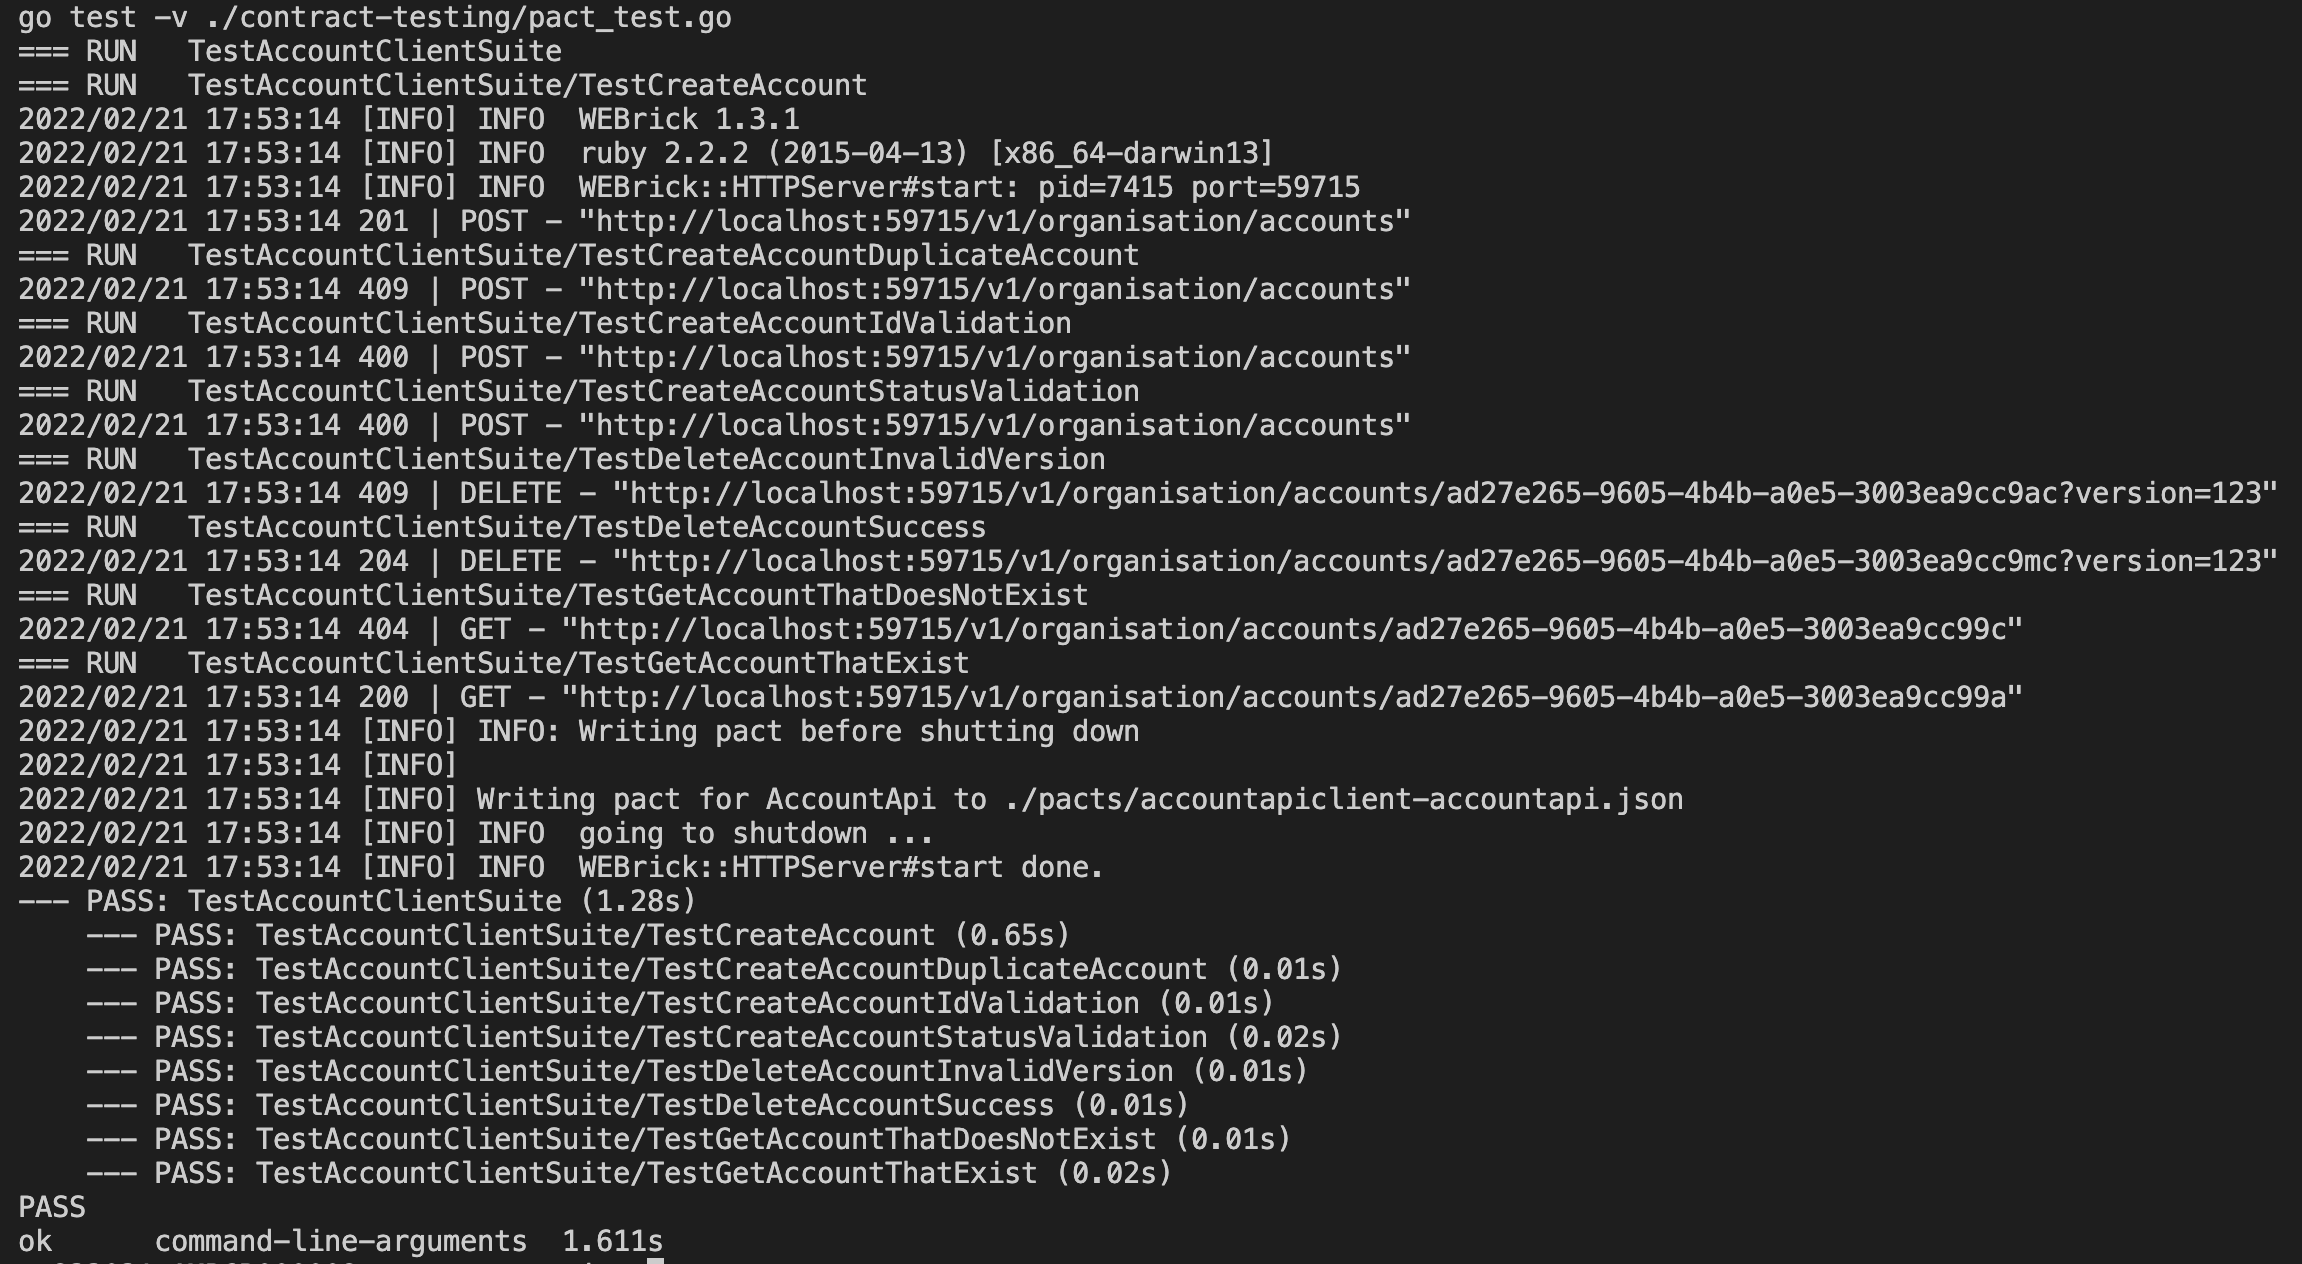 go test -v ./contract-testing/pact_test.go
=== RUN   TestAccountClientSuite
=== RUN   TestAccountClientSuite/TestCreateAccount
2022/02/21 17:53:14 [INFO] INFO  WEBrick 1.3.1
2022/02/21 17:53:14 [INFO] INFO  ruby 2.2.2 (2015-04-13) [x86_64-darwin13]
2022/02/21 17:53:14 [INFO] INFO  WEBrick::HTTPServer#start: pid=7415 port=59715
2022/02/21 17:53:14 201 | POST - "http://localhost:59715/v1/organisation/accounts"
=== RUN   TestAccountClientSuite/TestCreateAccountDuplicateAccount
2022/02/21 17:53:14 409 | POST - "http://localhost:59715/v1/organisation/accounts"
=== RUN   TestAccountClientSuite/TestCreateAccountIdValidation
2022/02/21 17:53:14 400 | POST - "http://localhost:59715/v1/organisation/accounts"
=== RUN   TestAccountClientSuite/TestCreateAccountStatusValidation
2022/02/21 17:53:14 400 | POST - "http://localhost:59715/v1/organisation/accounts"
=== RUN   TestAccountClientSuite/TestDeleteAccountInvalidVersion
2022/02/21 17:53:14 409 | DELETE - "http://localhost:59715/v1/organisation/accounts/ad27e265-9605-4b4b-a0e5-3003ea9cc9ac?version=123"
=== RUN   TestAccountClientSuite/TestDeleteAccountSuccess
2022/02/21 17:53:14 204 | DELETE - "http://localhost:59715/v1/organisation/accounts/ad27e265-9605-4b4b-a0e5-3003ea9cc9mc?version=123"
=== RUN   TestAccountClientSuite/TestGetAccountThatDoesNotExist
2022/02/21 17:53:14 404 | GET - "http://localhost:59715/v1/organisation/accounts/ad27e265-9605-4b4b-a0e5-3003ea9cc99c"
=== RUN   TestAccountClientSuite/TestGetAccountThatExist
2022/02/21 17:53:14 200 | GET - "http://localhost:59715/v1/organisation/accounts/ad27e265-9605-4b4b-a0e5-3003ea9cc99a"
2022/02/21 17:53:14 [INFO] INFO: Writing pact before shutting down
2022/02/21 17:53:14 [INFO]
2022/02/21 17:53:14 [INFO] Writing pact for AccountApi to ./pacts/accountapiclient-accountapi.json
2022/02/21 17:53:14 [INFO] INFO  going to shutdown ...
2022/02/21 17:53:14 [INFO] INFO  WEBrick::HTTPServer#start done.
--- PASS: TestAccountClientSuite (1.28s)
    --- PASS: TestAccountClientSuite/TestCreateAccount (0.65s)
    --- PASS: TestAccountClientSuite/TestCreateAccountDuplicateAccount (0.01s)
    --- PASS: TestAccountClientSuite/TestCreateAccountIdValidation (0.01s)
    --- PASS: TestAccountClientSuite/TestCreateAccountStatusValidation (0.02s)
    --- PASS: TestAccountClientSuite/TestDeleteAccountInvalidVersion (0.01s)
    --- PASS: TestAccountClientSuite/TestDeleteAccountSuccess (0.01s)
    --- PASS: TestAccountClientSuite/TestGetAccountThatDoesNotExist (0.01s)
    --- PASS: TestAccountClientSuite/TestGetAccountThatExist (0.02s)
PASS
ok      command-line-arguments  1.611s